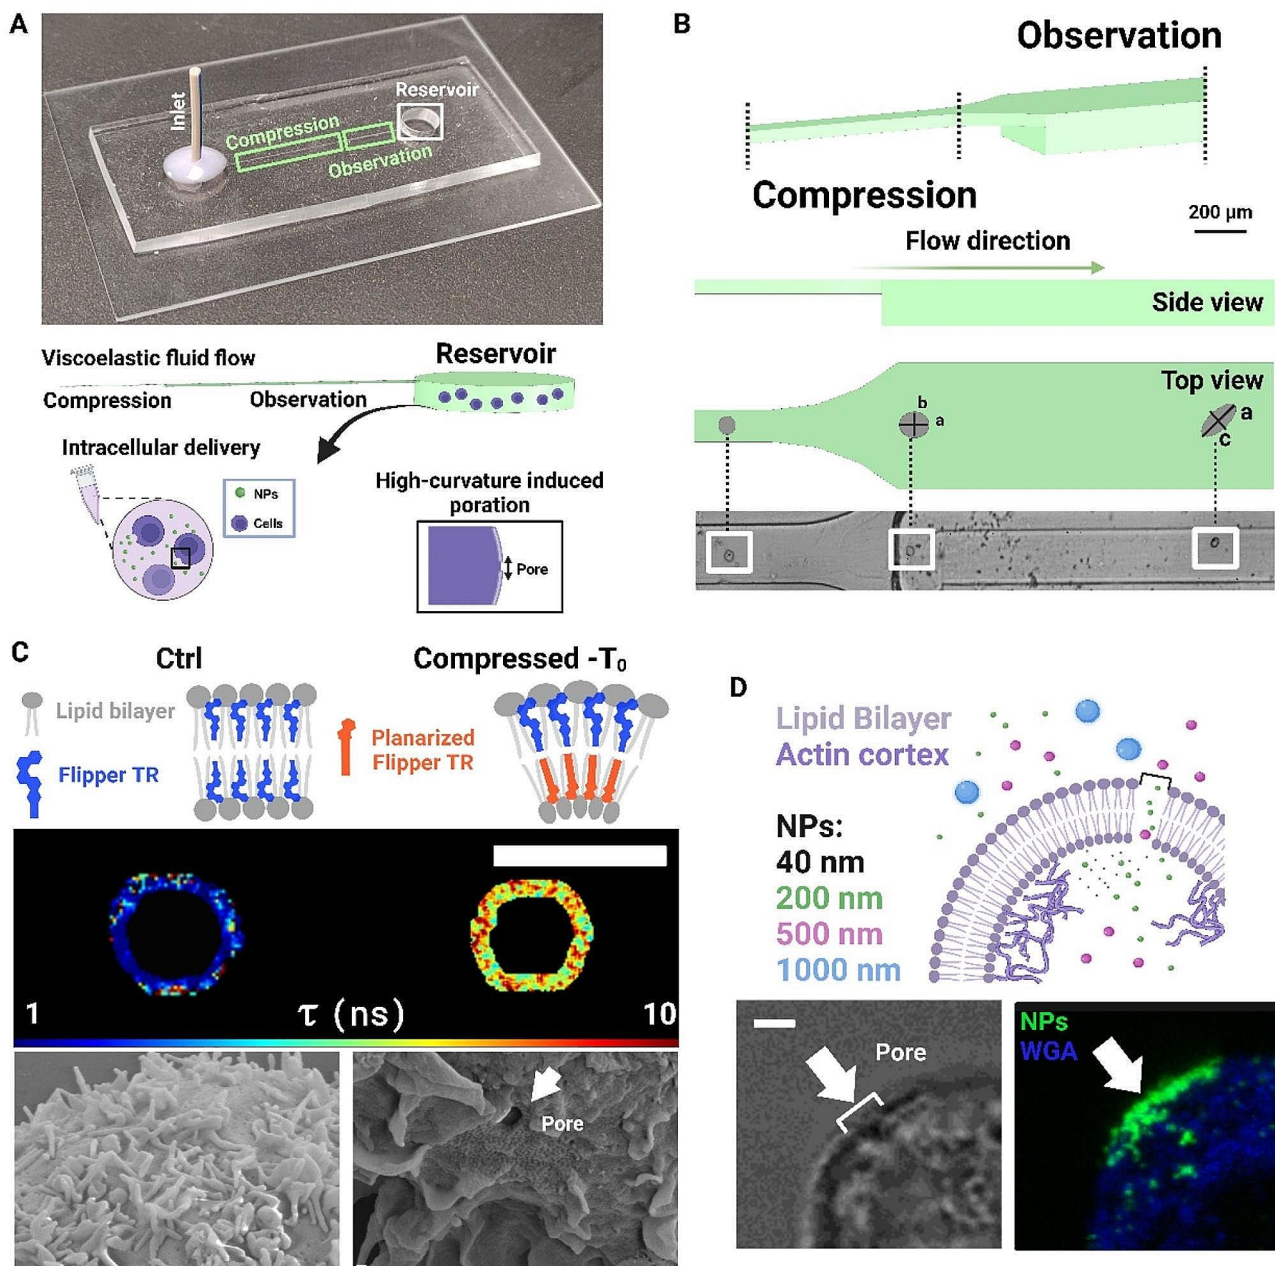 A
Inlet
Reservoir
Compression
Observation
Viscoelastic fluid flow
Reservoir
Compression
Observation
Intracellular delivery
NPs
Cells
High-curvature induced
poration
Pore
B
Observation
Compression
200 µm
Flow direction
Side view
Top view
b
a
a
c
C
Ctrl
Compressed -T₀
Lipid bilayer
Flipper TR
Planarized
Flipper TR
1
τ (ns)
10
Pore
D
Lipid Bilayer
Actin cortex
NPs:
40 nm
200 nm
500 nm
1000 nm
Pore
NPs
WGA